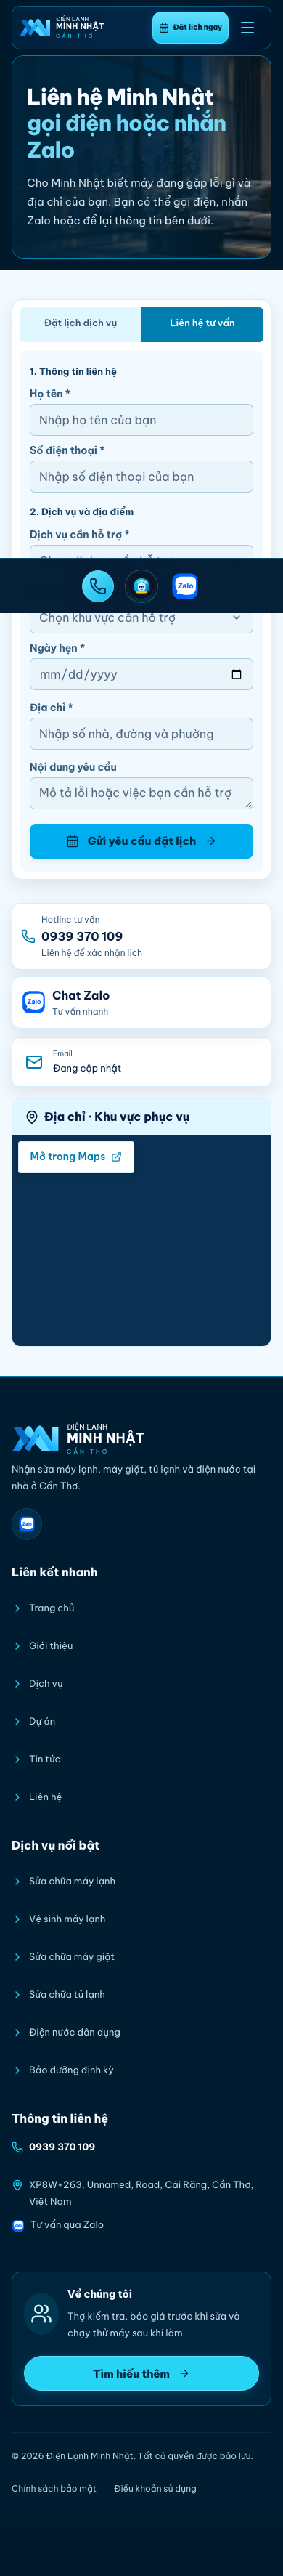 ĐIỆN LẠNH
MINH NHẬT
CẦN THƠ
Đặt lịch ngay
Liên hệ Minh Nhật
gọi điện hoặc nhắn
Zalo
Cho Minh Nhật biết máy đang gặp lỗi gì và
địa chỉ của bạn. Bạn có thể gọi điện, nhắn
Zalo hoặc để lại thông tin bên dưới.
Đặt lịch dịch vụ
Liên hệ tư vấn
1. Thông tin liên hệ
Họ tên *
Nhập họ tên của bạn
Số điện thoại *
Nhập số điện thoại của bạn
2. Dịch vụ và địa điểm
Dịch vụ cần hỗ trợ *
Zalo
Chọn khu vực cần hỗ trợ
Ngày hẹn *
mm/dd/yyyy
Địa chỉ *
Nhập số nhà, đường và phường
Nội dung yêu cầu
Mô tả lỗi hoặc việc bạn cần hỗ trợ
Gửi yêu cầu đặt lịch
Hotline tư vấn
0939 370 109
Liên hệ để xác nhận lịch
Zalo
Chat Zalo
Tư vấn nhanh
Email
Đang cập nhật
Địa chỉ · Khu vực phục vụ
Mở trong Maps
ĐIỆN LẠNH
MINH NHẬT
CẦN THƠ
Nhận sửa máy lạnh, máy giặt, tủ lạnh và điện nước tại
nhà ở Cần Thơ.
Zalo
Liên kết nhanh
Trang chủ
Giới thiệu
Dịch vụ
Dự án
Tin tức
Liên hệ
Dịch vụ nổi bật
Sửa chữa máy lạnh
Vệ sinh máy lạnh
Sửa chữa máy giặt
Sửa chữa tủ lạnh
Điện nước dân dụng
Bảo dưỡng định kỳ
Thông tin liên hệ
0939 370 109
XP8W+263, Unnamed, Road, Cái Răng, Cần Thơ,
Việt Nam
Zalo
Tư vấn qua Zalo
Về chúng tôi
Thợ kiểm tra, báo giá trước khi sửa và
chạy thử máy sau khi làm.
Tìm hiểu thêm
© 2026 Điện Lạnh Minh Nhật. Tất cả quyền được bảo lưu.
Chính sách bảo mật
Điều khoản sử dụng